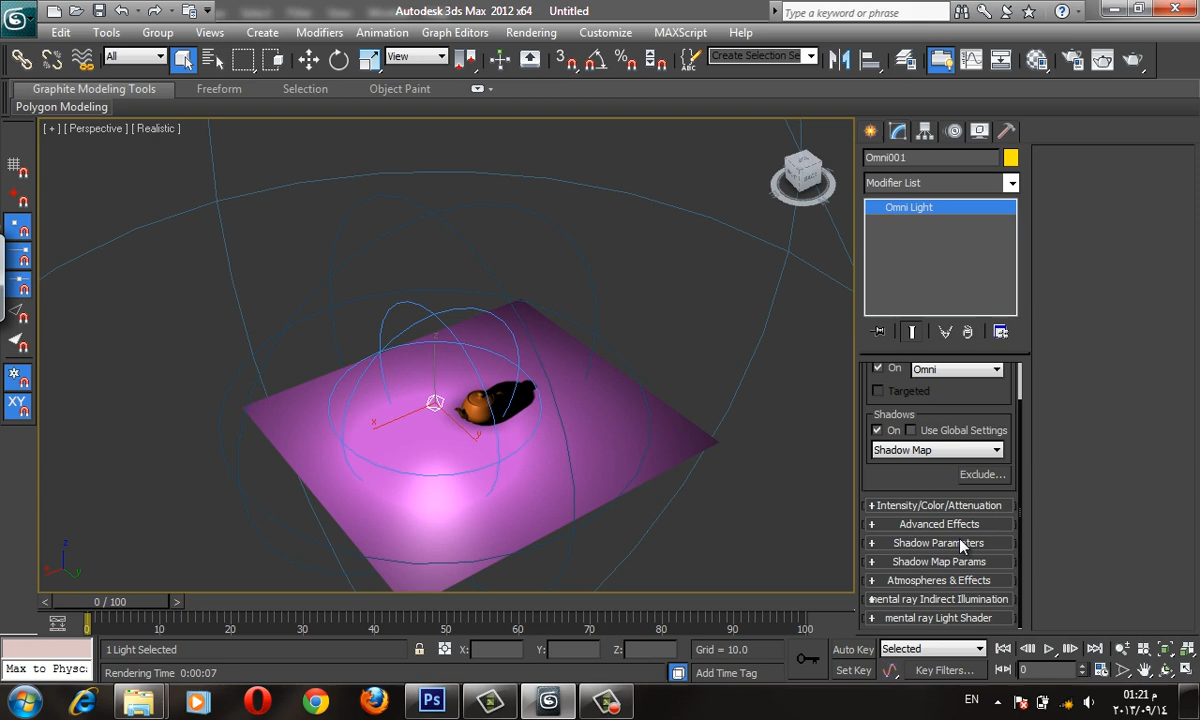 Autodesk 3ds Max 2012 x64 Untitled
Type a keyword or phrase
Edit Tools Group Views Create Modifiers Animation Graph Editors Rendering Customize MAXScript Help
All View 3 Create Selection Se
Graphite Modeling Tools Freeform Selection Object Paint
Polygon Modeling
[ + ] [ Perspective ] [ Realistic ]
Omni001
Modifier List
Omni Light
On Omni
Targeted
Shadows
On Use Global Settings
Shadow Map
Exclude...
+ Intensity/Color/Attenuation
+ Advanced Effects
+ Shadow Parameters
+ Shadow Map Params
+ Atmospheres & Effects
mental ray Indirect Illumination
+ mental ray Light Shader
x y z
XY
z x y
< 0 / 100 >
0 10 20 30 40 50 60 70 80 90 100
1 Light Selected X: Y: Z: Grid = 10.0 Auto Key Selected
Max to Physc Rendering Time 0:00:07 Add Time Tag Set Key Key Filters... 0
Ps EN
م 01:21
٢٠١٣/٠٩/١٤